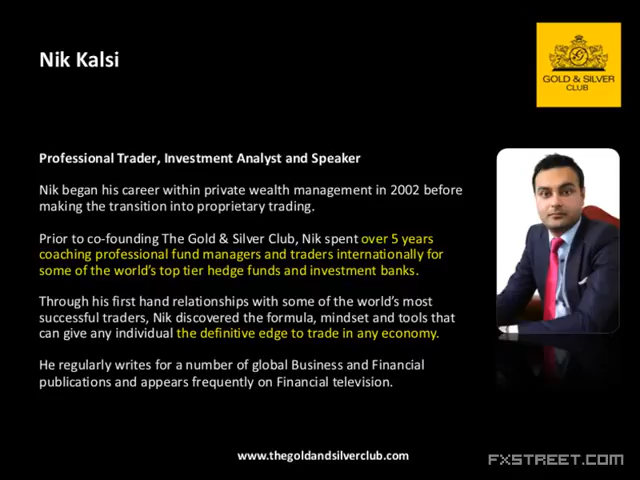 Nik Kalsi
GOLD & SILVER
CLUB
Professional Trader, Investment Analyst and Speaker
Nik began his career within private wealth management in 2002 before
making the transition into proprietary trading.
Prior to co-founding The Gold & Silver Club, Nik spent over 5 years
coaching professional fund managers and traders internationally for
some of the world's top tier hedge funds and investment banks.
Through his first hand relationships with some of the world's most
successful traders, Nik discovered the formula, mindset and tools that
can give any individual the definitive edge to trade in any economy.
He regularly writes for a number of global Business and Financial
publications and appears frequently on Financial television.
www.thegoldandsilverclub.com
FXSTREET.COM